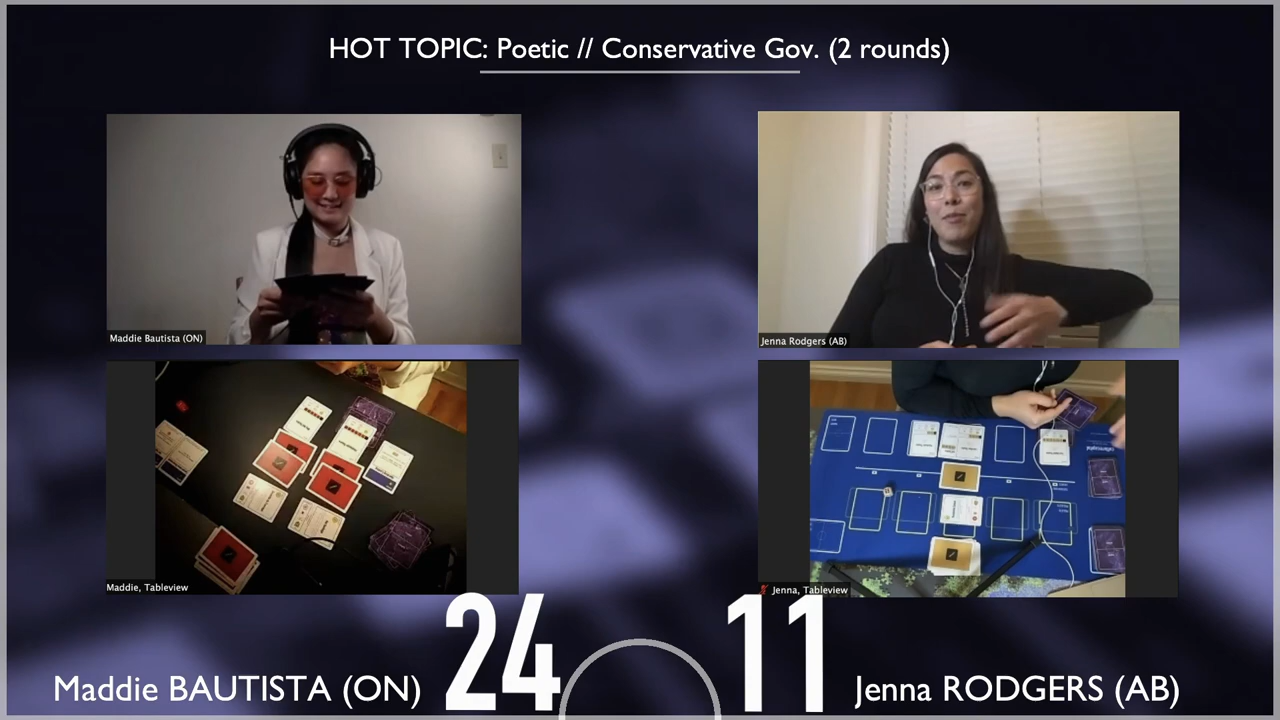 HOT TOPIC: Poetic // Conservative Gov. (2 rounds)
Maddie Bautista (ON)
Jenna Rodgers (AB)
Maddie, Tableview
Jenna, Tableview
24
11
Maddie BAUTISTA (ON)
Jenna RODGERS (AB)